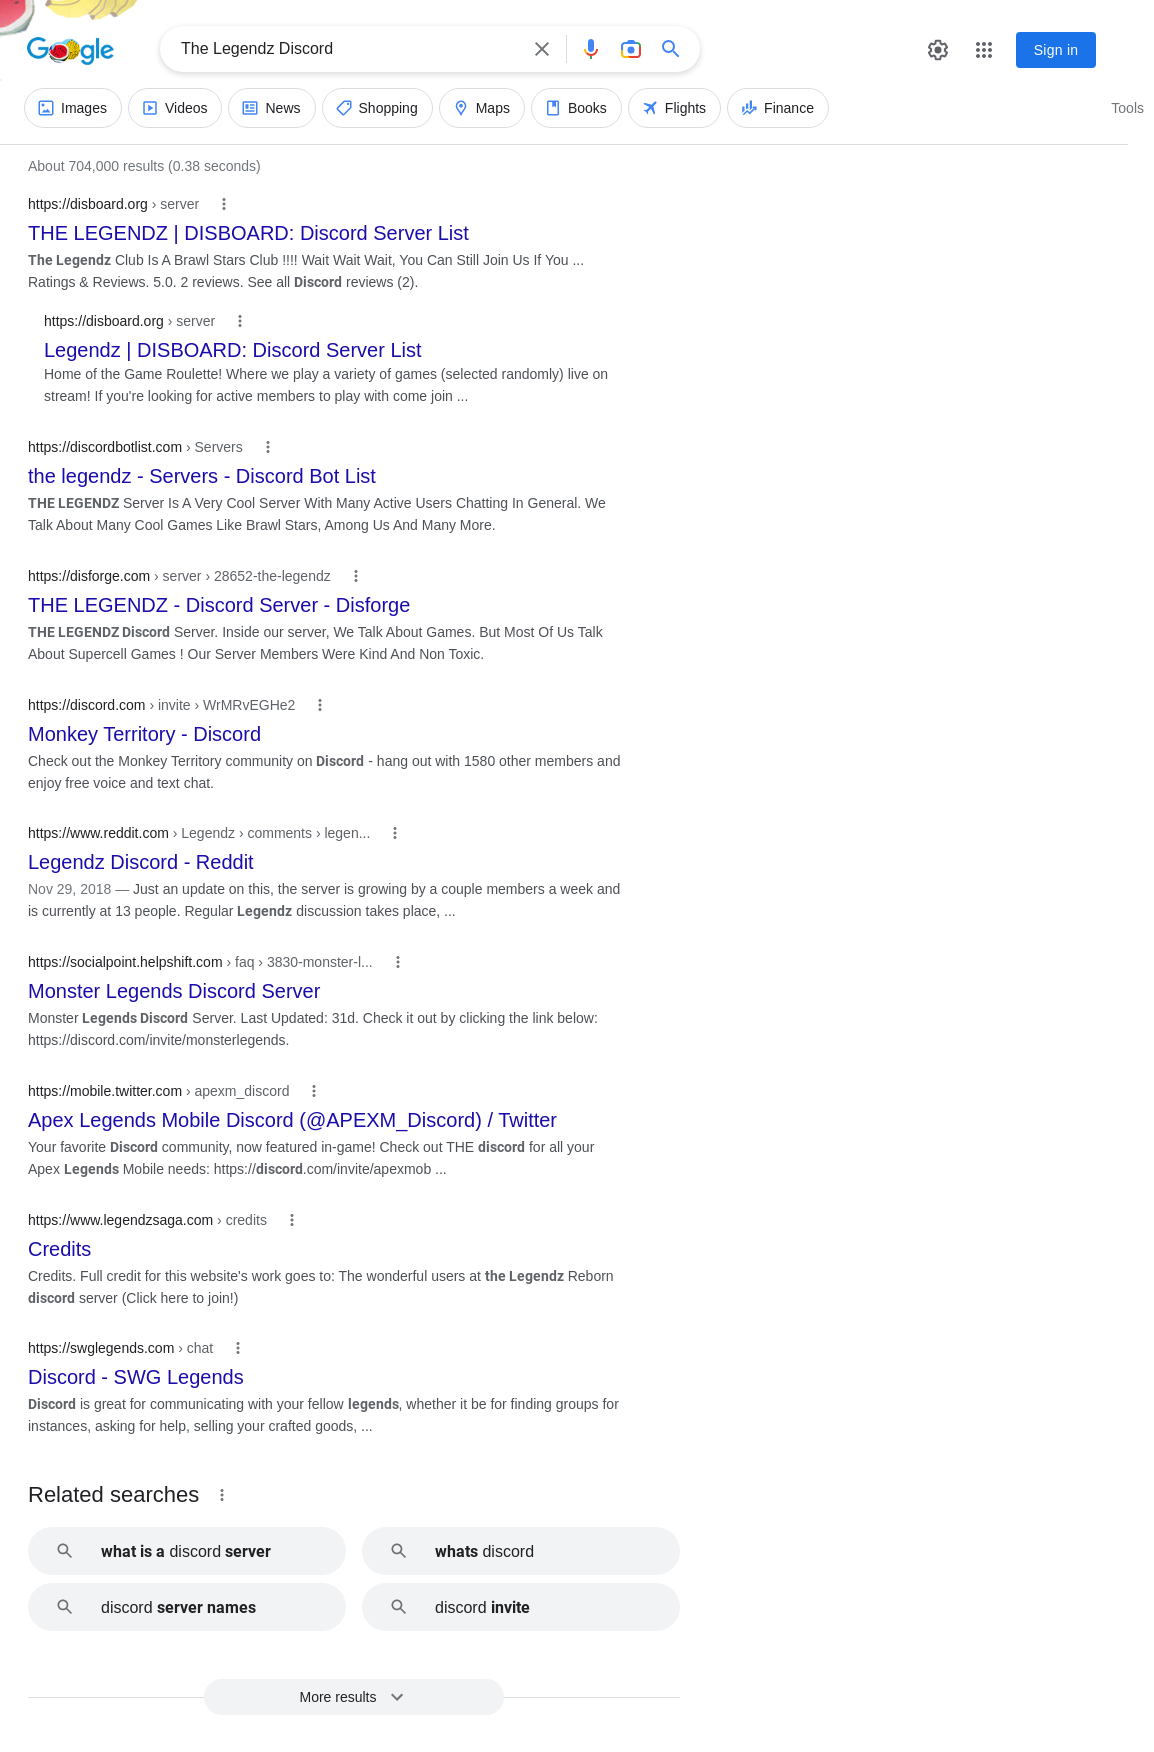 Google
The Legendz Discord
Sign in
Images
Videos
News
Shopping
Maps
Books
Flights
Finance
Tools
About 704,000 results (0.38 seconds)
https://disboard.org › server
THE LEGENDZ | DISBOARD: Discord Server List
The Legendz Club Is A Brawl Stars Club !!!! Wait Wait Wait, You Can Still Join Us If You ...
Ratings & Reviews. 5.0. 2 reviews. See all Discord reviews (2).
https://disboard.org › server
Legendz | DISBOARD: Discord Server List
Home of the Game Roulette! Where we play a variety of games (selected randomly) live on
stream! If you're looking for active members to play with come join ...
https://discordbotlist.com › Servers
the legendz - Servers - Discord Bot List
THE LEGENDZ Server Is A Very Cool Server With Many Active Users Chatting In General. We
Talk About Many Cool Games Like Brawl Stars, Among Us And Many More.
https://disforge.com › server › 28652-the-legendz
THE LEGENDZ - Discord Server - Disforge
THE LEGENDZ Discord Server. Inside our server, We Talk About Games. But Most Of Us Talk
About Supercell Games ! Our Server Members Were Kind And Non Toxic.
https://discord.com › invite › WrMRvEGHe2
Monkey Territory - Discord
Check out the Monkey Territory community on Discord - hang out with 1580 other members and
enjoy free voice and text chat.
https://www.reddit.com › Legendz › comments › legen...
Legendz Discord - Reddit
Nov 29, 2018 — Just an update on this, the server is growing by a couple members a week and
is currently at 13 people. Regular Legendz discussion takes place, ...
https://socialpoint.helpshift.com › faq › 3830-monster-l...
Monster Legends Discord Server
Monster Legends Discord Server. Last Updated: 31d. Check it out by clicking the link below:
https://discord.com/invite/monsterlegends.
https://mobile.twitter.com › apexm_discord
Apex Legends Mobile Discord (@APEXM_Discord) / Twitter
Your favorite Discord community, now featured in-game! Check out THE discord for all your
Apex Legends Mobile needs: https://discord.com/invite/apexmob ...
https://www.legendzsaga.com › credits
Credits
Credits. Full credit for this website's work goes to: The wonderful users at the Legendz Reborn
discord server (Click here to join!)
https://swglegends.com › chat
Discord - SWG Legends
Discord is great for communicating with your fellow legends, whether it be for finding groups for
instances, asking for help, selling your crafted goods, ...
Related searches
what is a discord server
whats discord
discord server names
discord invite
More results